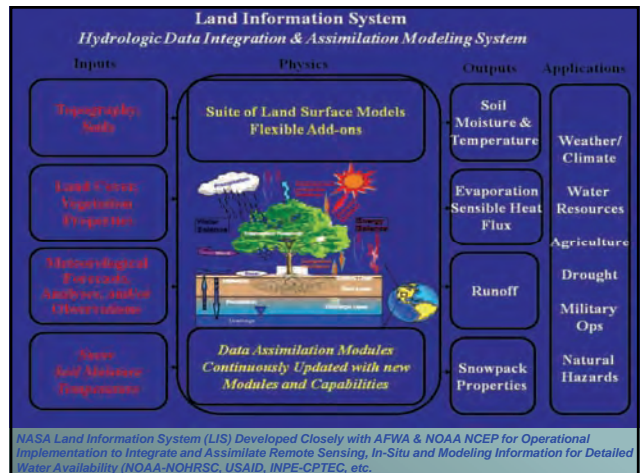 Land Information System
Hydrologic Data Integration & Assimilation Modeling System
Inputs
Physics
Outputs
Applications
Topography,
Soils
Land Cover,
Vegetation
Properties
Meteorological
Forecasts,
Analyses, and/or
Observations
Snow
Soil Moisture
Temperature
Suite of Land Surface Models
Flexible Add-ons
Water
Balance
Energy
Balance
Data Assimilation Modules
Continuously Updated with new
Modules and Capabilities
Soil
Moisture &
Temperature
Evaporation
Sensible Heat
Flux
Runoff
Snowpack
Properties
Weather/
Climate
Water
Resources
Agriculture
Drought
Military
Ops
Natural
Hazards
NASA Land Information System (LIS) Developed Closely with AFWA & NOAA NCEP for Operational
Implementation to Integrate and Assimilate Remote Sensing, In-Situ and Modeling Information for Detailed
Water Availability (NOAA-NOHRSC, USAID, INPE-CPTEC, etc.